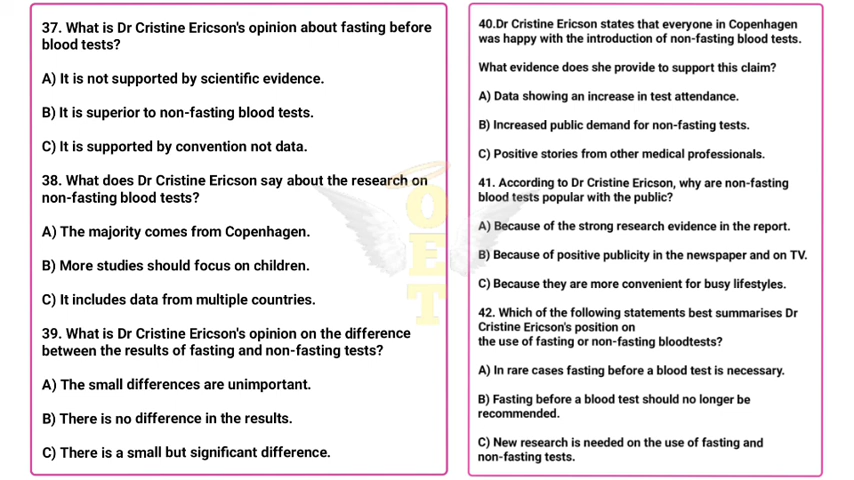 37. What is Dr Cristine Ericson's opinion about fasting before
blood tests?
A) It is not supported by scientific evidence.
B) It is superior to non-fasting blood tests.
C) It is supported by convention not data.
38. What does Dr Cristine Ericson say about the research on
non-fasting blood tests?
A) The majority comes from Copenhagen.
B) More studies should focus on children.
C) It includes data from multiple countries.
39. What is Dr Cristine Ericson's opinion on the difference
between the results of fasting and non-fasting tests?
A) The small differences are unimportant.
B) There is no difference in the results.
C) There is a small but significant difference.
40.Dr Cristine Ericson states that everyone in Copenhagen
was happy with the introduction of non-fasting blood tests.
What evidence does she provide to support this claim?
A) Data showing an increase in test attendance.
B) Increased public demand for non-fasting tests.
C) Positive stories from other medical professionals.
41. According to Dr Cristine Ericson, why are non-fasting
blood tests popular with the public?
A) Because of the strong research evidence in the report.
B) Because of positive publicity in the newspaper and on TV.
C) Because they are more convenient for busy lifestyles.
42. Which of the following statements best summarises Dr
Cristine Ericson's position on
the use of fasting or non-fasting bloodtests?
A) In rare cases fasting before a blood test is necessary.
B) Fasting before a blood test should no longer be
recommended.
C) New research is needed on the use of fasting and
non-fasting tests.
OET